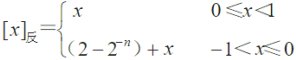 [x]反={x 0≤x<1
(2-2⁻ⁿ)+x -1<x≤0